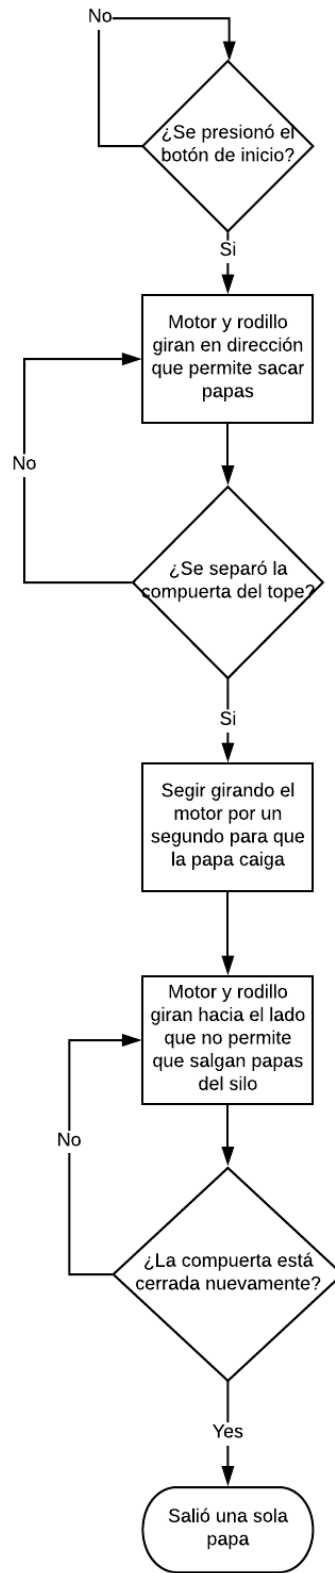 No
¿Se presionó el
botón de inicio?
Si
Motor y rodillo
giran en dirección
que permite sacar
papas
No
¿Se separó la
compuerta del tope?
Si
Segir girando el
motor por un
segundo para que
la papa caiga
Motor y rodillo
giran hacia el lado
que no permite
que salgan papas
del silo
No
¿La compuerta está
cerrada nuevamente?
Yes
Salió una sola
papa